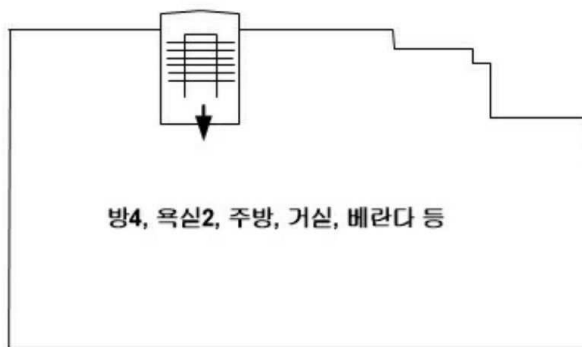 방4, 욕실2, 주방, 거실, 베란다 등